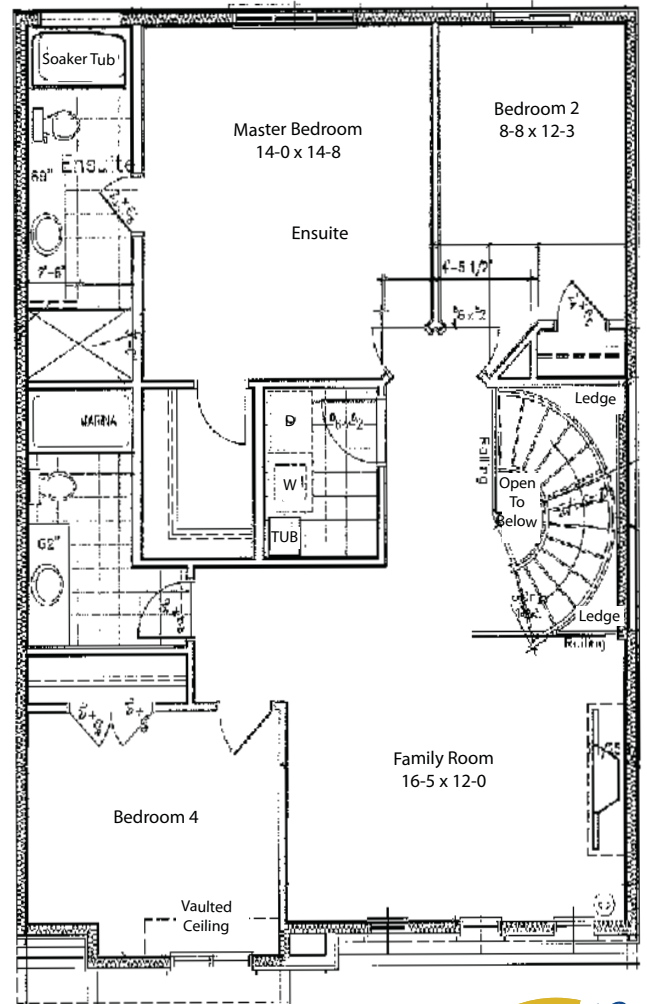 Soaker Tub
Master Bedroom
14-0 x 14-8
Bedroom 2
8-8 x 12-3
Ensuite
89"
Ensuite
7'-6"
4'-5 1/2"
Ledge
D
Railing
W
Open
To
Below
TUB
62"
Ledge
Railing
Family Room
16-5 x 12-0
Bedroom 4
Vaulted
Ceiling